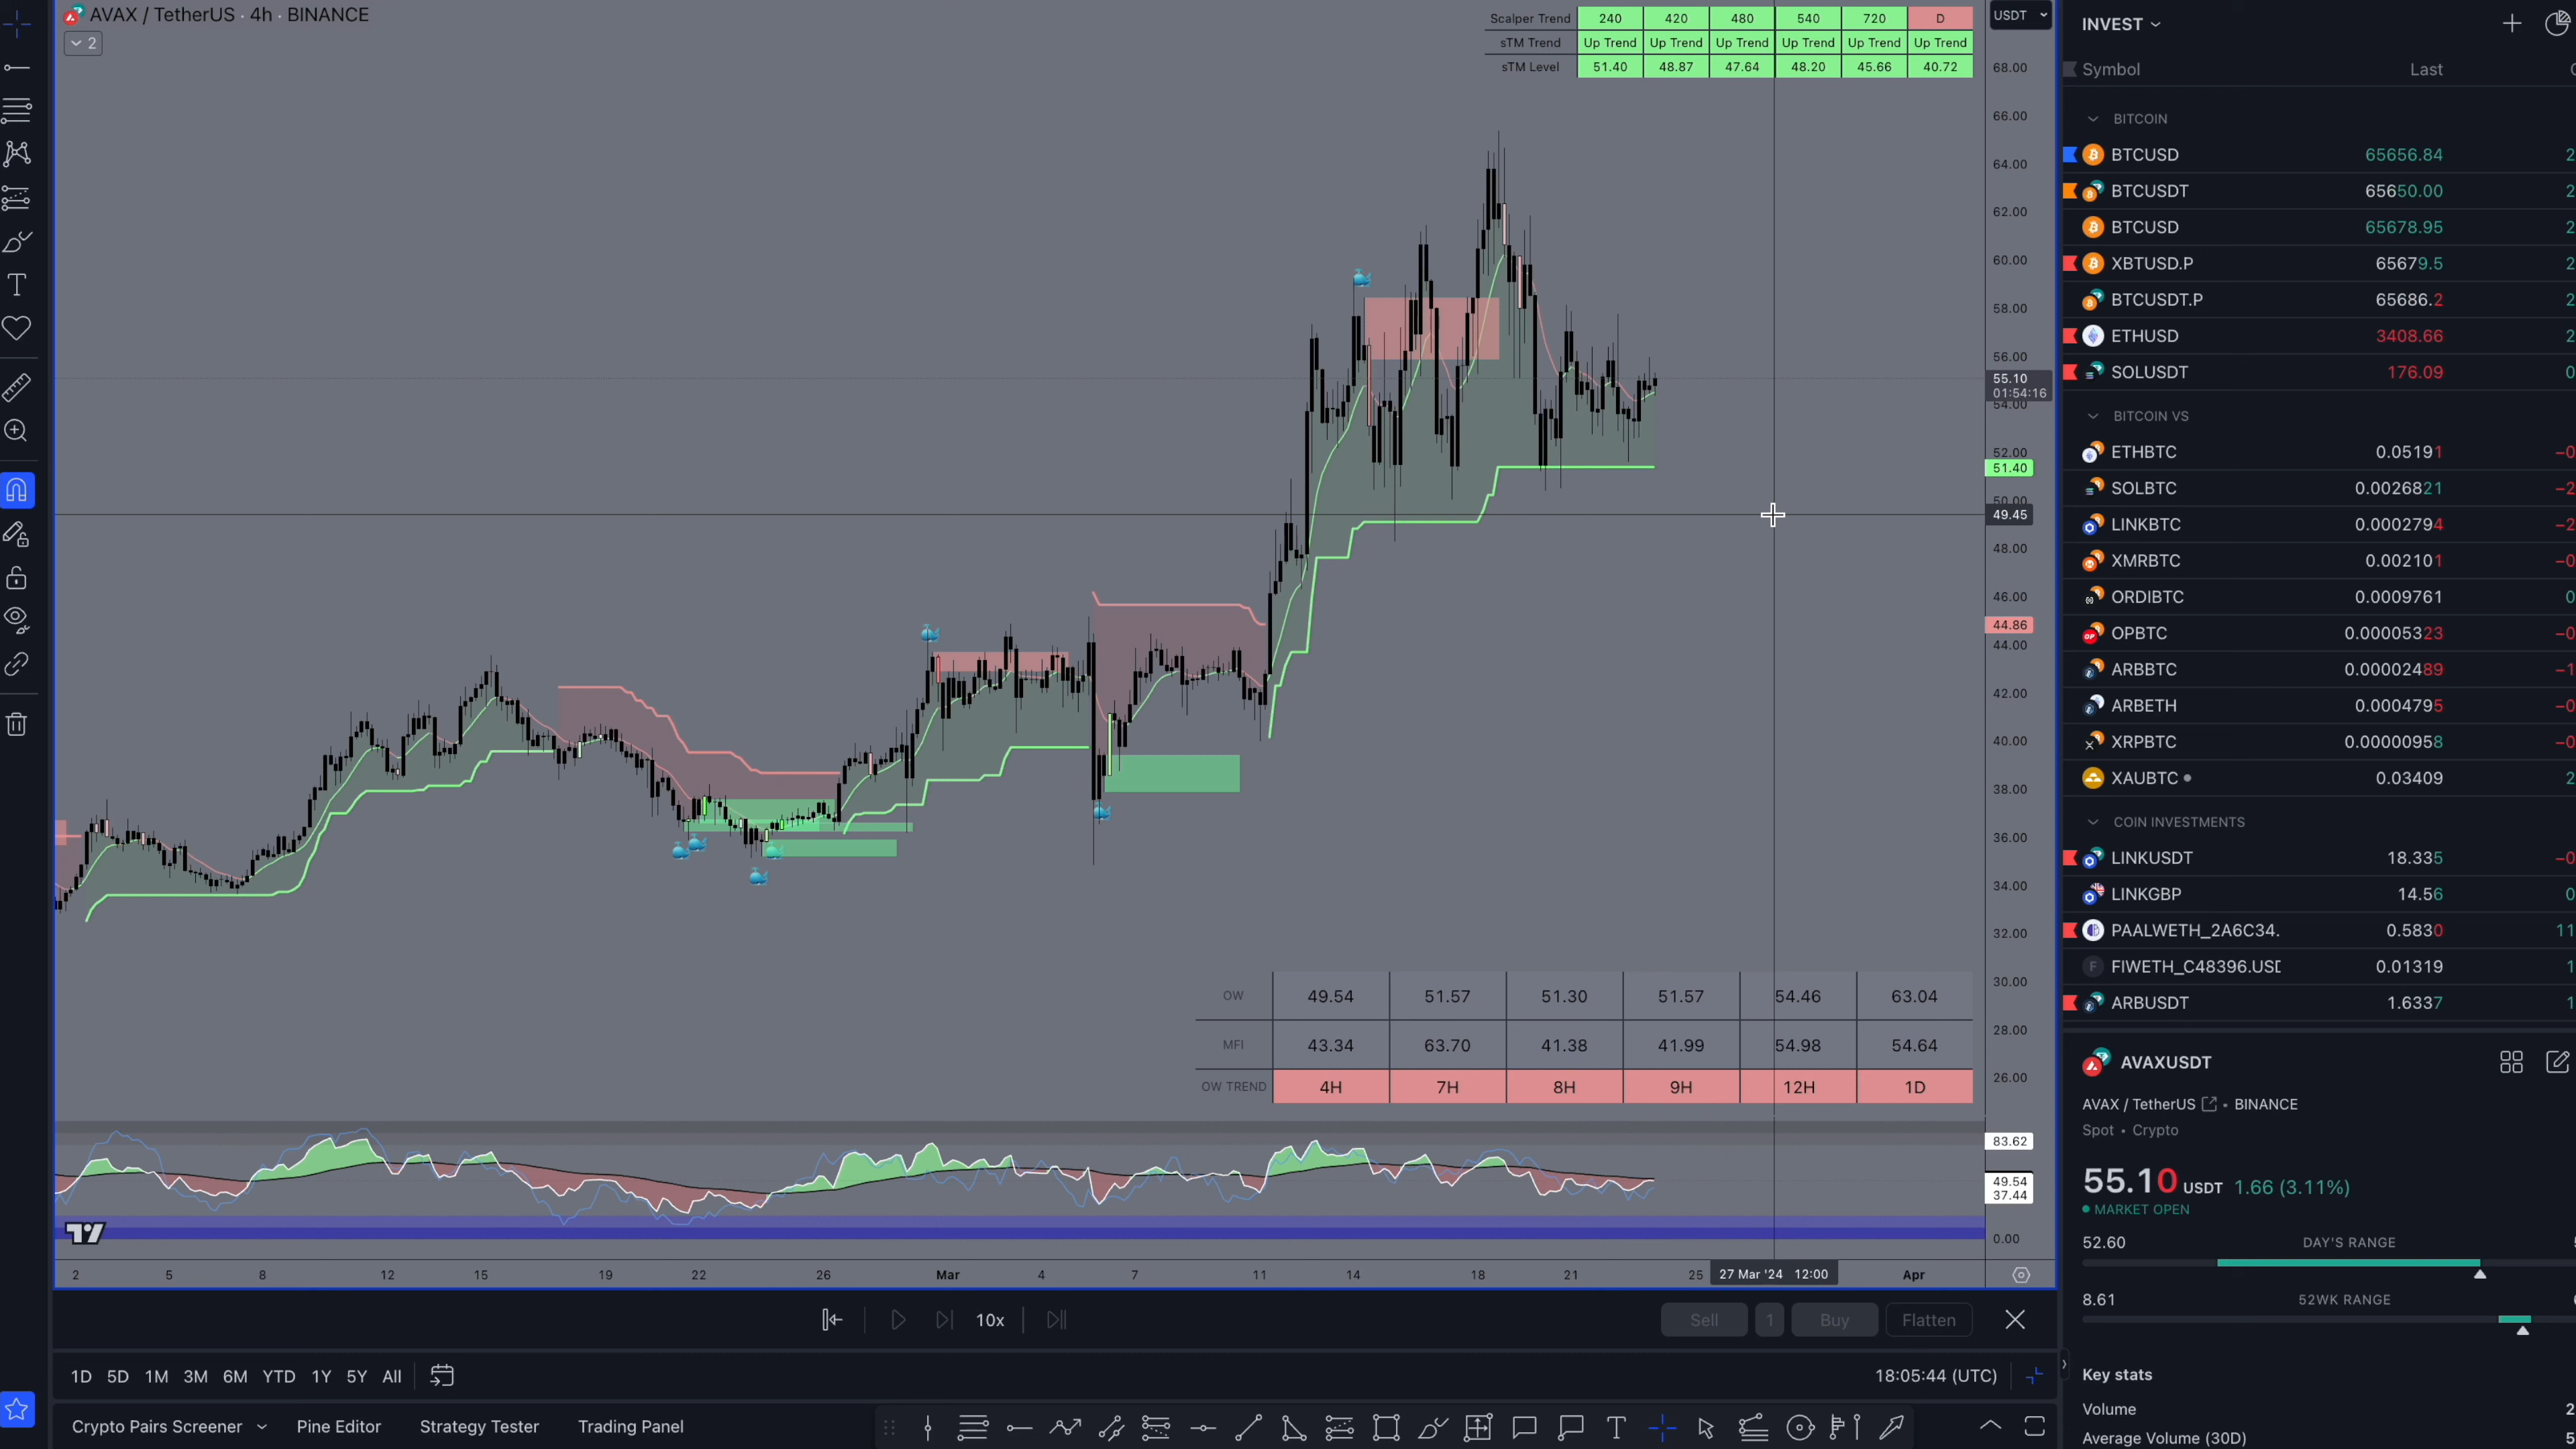 AVAX / TetherUS · 4h · BINANCE
2
Scalper Trend 240 420 480 540 720 D
sTM Trend Up Trend Up Trend Up Trend Up Trend Up Trend Up Trend
sTM Level 51.40 48.87 47.64 48.20 45.66 40.72
USDT
68.00
66.00
64.00
62.00
60.00
58.00
56.00
55.10
01:54:16
54.00
52.00
51.40
50.00
49.45
48.00
46.00
44.86
44.00
42.00
40.00
38.00
36.00
34.00
32.00
30.00
28.00
26.00
OW 49.54 51.57 51.30 51.57 54.46 63.04
MFI 43.34 63.70 41.38 41.99 54.98 54.64
OW TREND 4H 7H 8H 9H 12H 1D
83.62
49.54
37.44
0.00
2 5 8 12 15 19 22 26 Mar 4 7 11 14 18 21 25 27 Mar '24 12:00 Apr
10x
Sell 1 Buy Flatten
1D 5D 1M 3M 6M YTD 1Y 5Y All
18:05:44 (UTC)
Crypto Pairs Screener Pine Editor Strategy Tester Trading Panel
INVEST
Symbol Last
BITCOIN
BTCUSD 65656.84
BTCUSDT 65650.00
BTCUSD 65678.95
XBTUSD.P 65679.5
BTCUSDT.P 65686.2
ETHUSD 3408.66
SOLUSDT 176.09
BITCOIN VS
ETHBTC 0.05191
SOLBTC 0.0026821
LINKBTC 0.0002794
XMRBTC 0.002101
ORDIBTC 0.0009761
OPBTC 0.00005323
ARBBTC 0.00002489
ARBETH 0.0004795
XRPBTC 0.00000958
XAUBTC 0.03409
COIN INVESTMENTS
LINKUSDT 18.335
LINKGBP 14.56
PAALWETH_2A6C34. 0.5830
FIWETH_C48396.USD 0.01319
ARBUSDT 1.6337
AVAXUSDT
AVAX / TetherUS • BINANCE
Spot • Crypto
55.10 USDT 1.66 (3.11%)
MARKET OPEN
52.60 DAY'S RANGE
8.61 52WK RANGE
Key stats
Volume
Average Volume (30D)